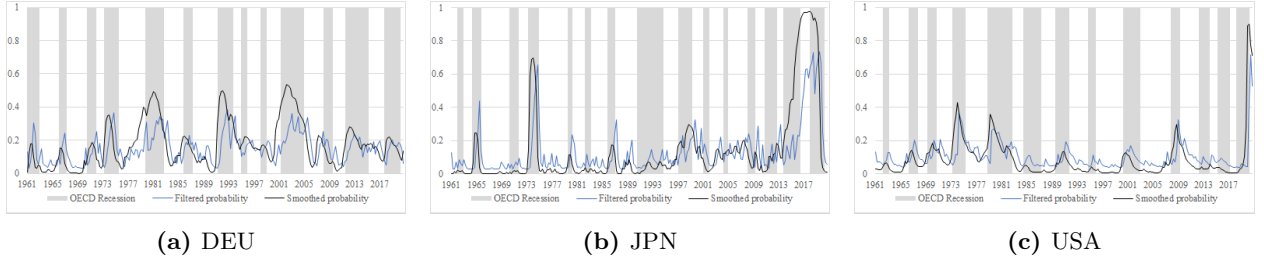 1
0.8
0.6
0.4
0.2
0
1961 1965 1969 1973 1977 1981 1985 1989 1993 1997 2001 2005 2009 2013 2017
OECD Recession Filtered probability Smoothed probability
(a) DEU
1
0.8
0.6
0.4
0.2
0
1961 1965 1969 1973 1977 1981 1985 1989 1993 1997 2001 2005 2009 2013 2017
OECD Recession Filtered probability Smoothed probability
(b) JPN
1
0.8
0.6
0.4
0.2
0
1961 1965 1969 1973 1977 1981 1985 1989 1993 1997 2001 2005 2009 2013 2017
OECD Recession Filtered probability Smoothed probability
(c) USA